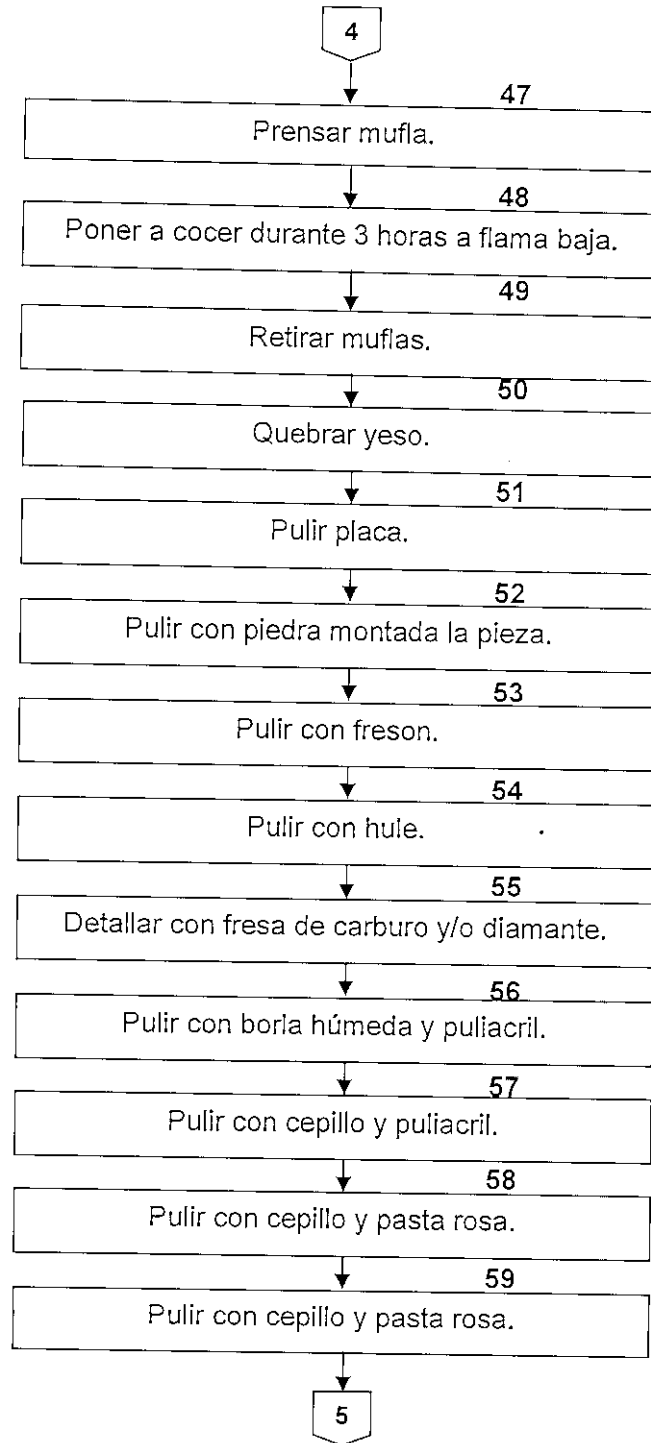 4
47
Prensar mufla.
48
Poner a cocer durante 3 horas a flama baja.
49
Retirar muflas.
50
Quebrar yeso.
51
Pulir placa.
52
Pulir con piedra montada la pieza.
53
Pulir con freson.
54
Pulir con hule.
55
Detallar con fresa de carburo y/o diamante.
56
Pulir con borla húmeda y puliacril.
57
Pulir con cepillo y puliacril.
58
Pulir con cepillo y pasta rosa.
59
Pulir con cepillo y pasta rosa.
5